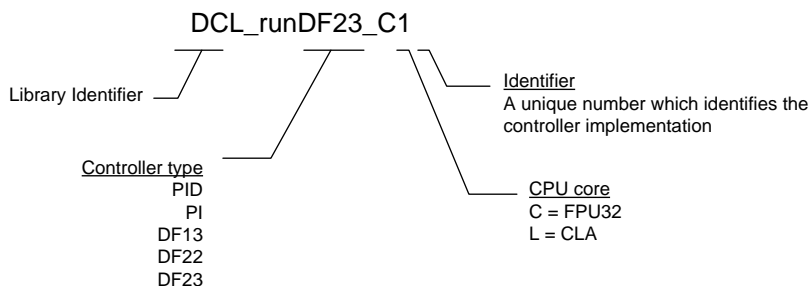 DCL_runDF23_C1
Library Identifier
Identifier
A unique number which identifies the
controller implementation
Controller type
PID
PI
DF13
DF22
DF23
CPU core
C = FPU32
L = CLA